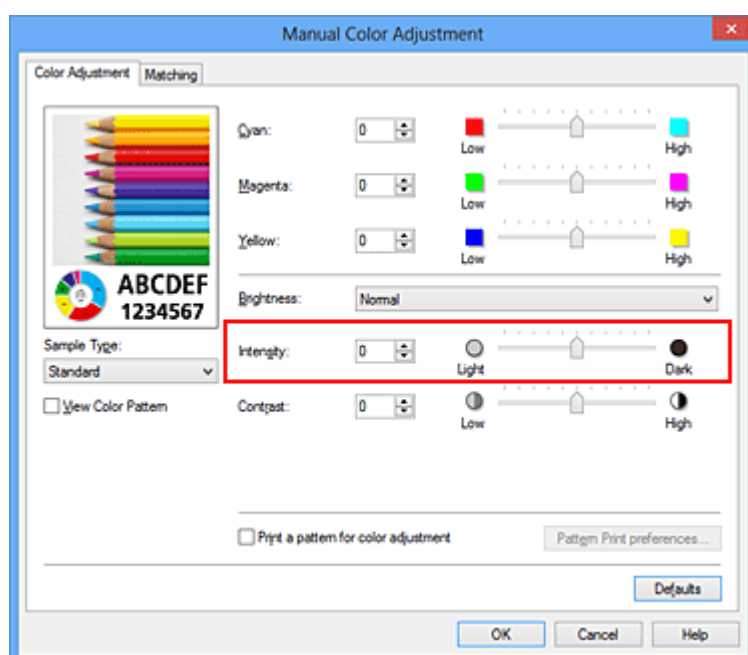 Manual Color Adjustment
Color Adjustment Matching
Cyan: 0 Low High
Magenta: 0 Low High
Yellow: 0 Low High
ABCDEF
1234567
Brightness: Normal
Sample Type:
Standard
Intensity: 0 Light Dark
View Color Pattern
Contrast: 0 Low High
Print a pattern for color adjustment Pattern Print preferences...
Defaults
OK Cancel Help